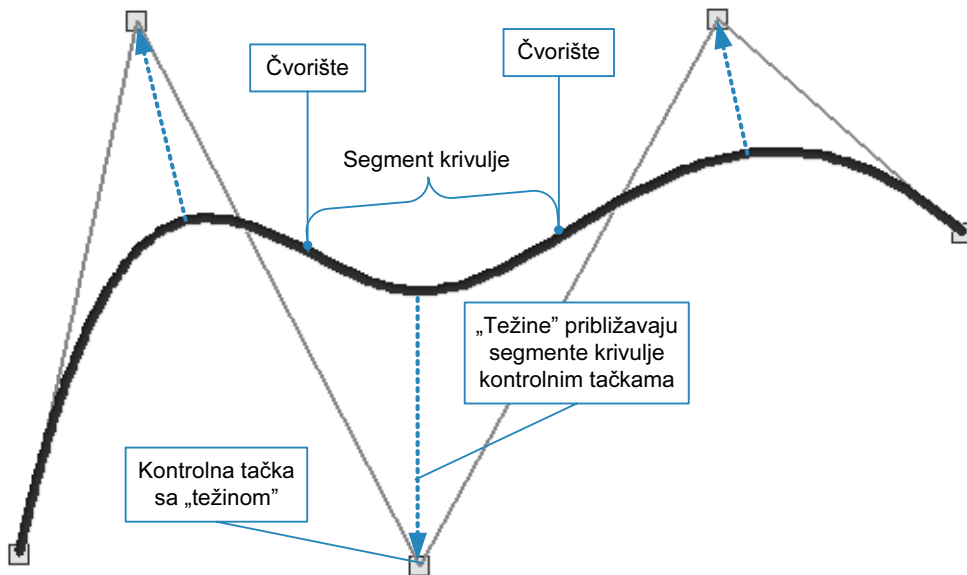 Čvorište
Čvorište
Segment krivulje
„Težine” približavaju
segmente krivulje
kontrolnim tačkama
Kontrolna tačka
sa „težinom”